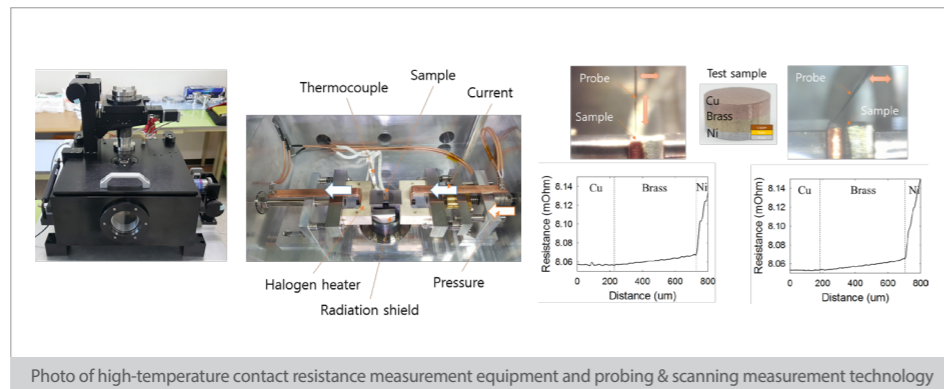 Thermocouple
Sample
Current
Halogen heater
Radiation shield
Pressure
Probe
Sample
Test sample
Cu
Brass
Ni
Probe
Sample
Resistance (mOhm)
8.14
8.12
8.10
8.08
8.06
Cu
Brass
Ni
0 200 400 600 800
Distance (um)
Resistance (mOhm)
8.14
8.12
8.10
8.08
8.06
Cu
Brass
Ni
0 200 400 600 800
Distance (um)
Photo of high-temperature contact resistance measurement equipment and probing & scanning measurement technology